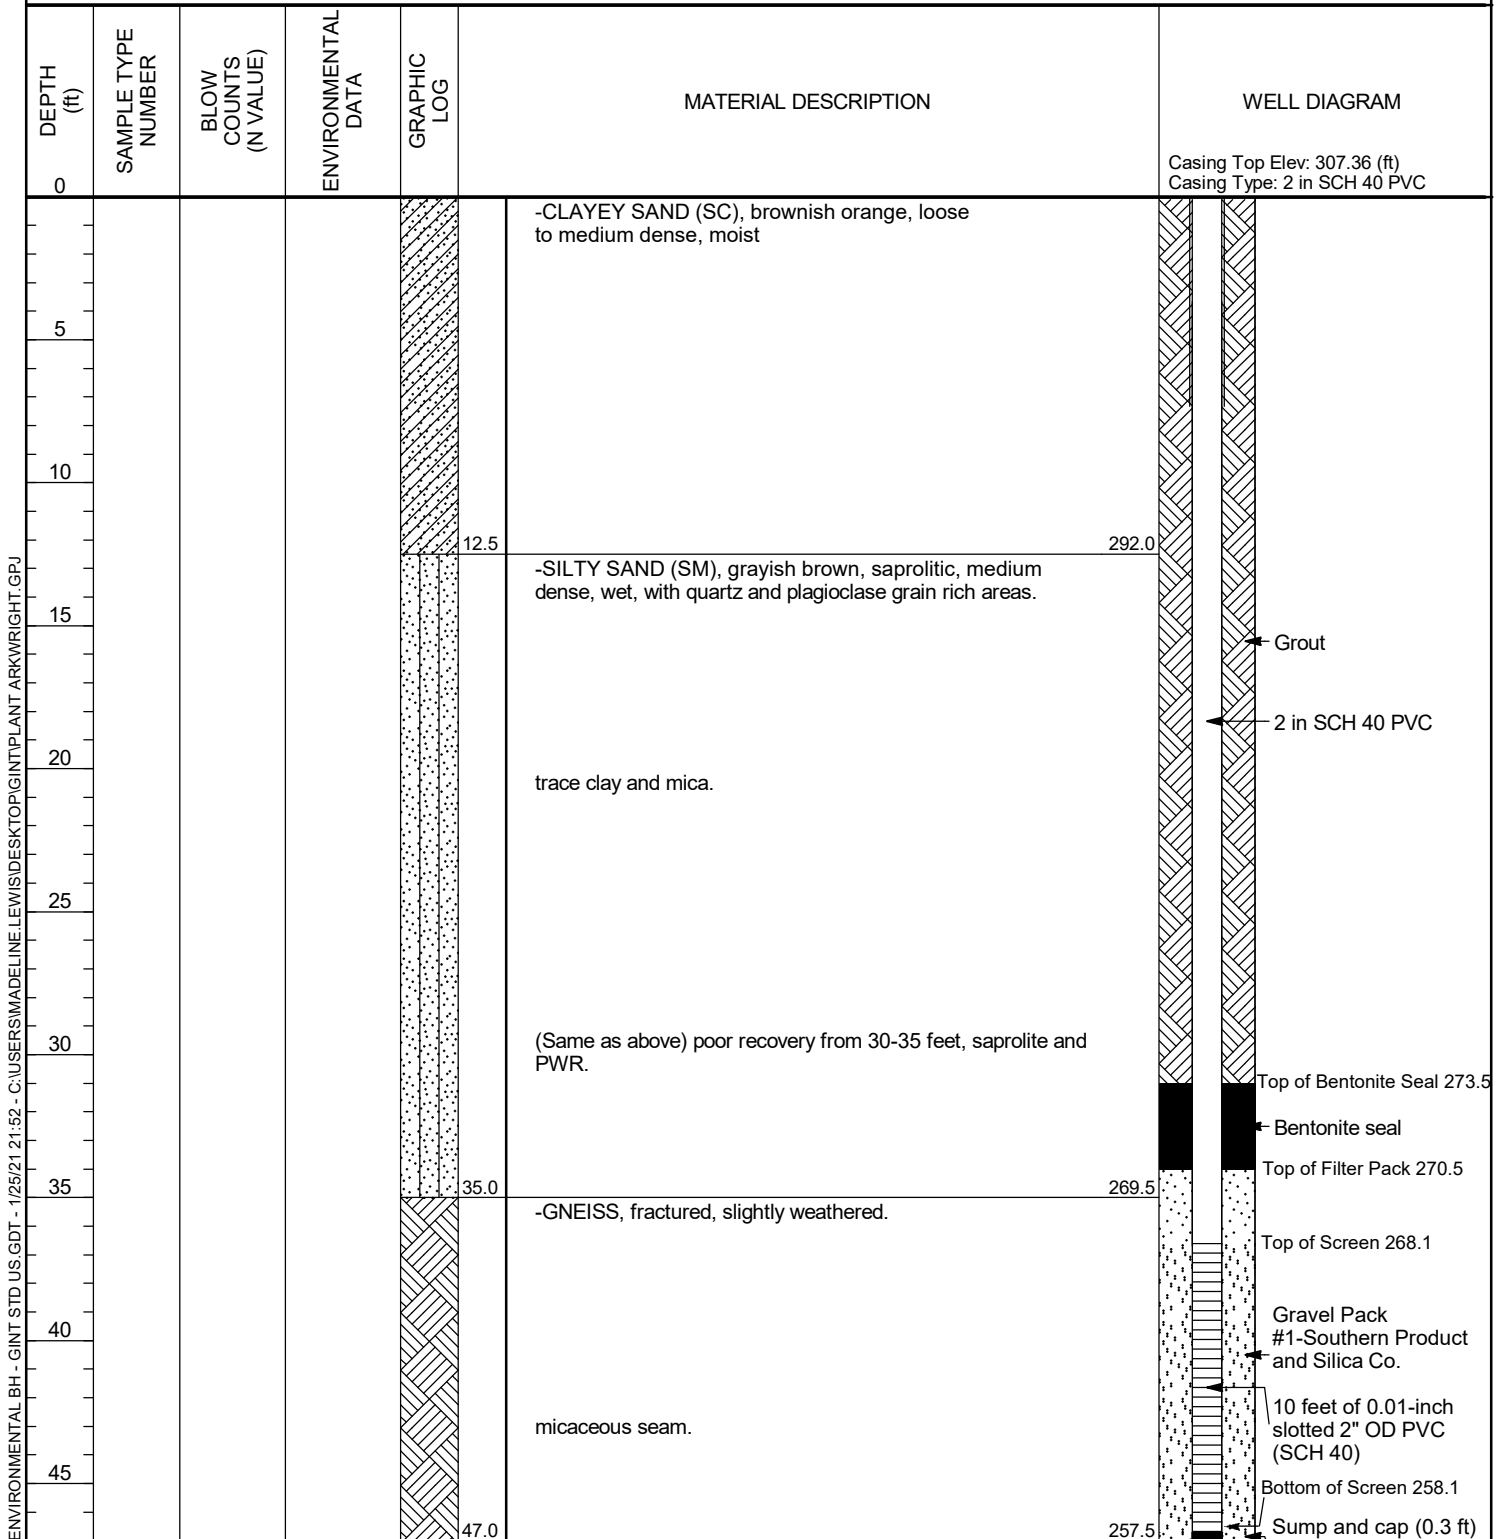 DEPTH
(ft)
SAMPLE TYPE
NUMBER
BLOW
COUNTS
(N VALUE)
ENVIRONMENTAL
DATA
GRAPHIC
LOG
MATERIAL DESCRIPTION
WELL DIAGRAM
Casing Top Elev: 307.36 (ft)
Casing Type: 2 in SCH 40 PVC
0
-CLAYEY SAND (SC), brownish orange, loose
to medium dense, moist
5
10
12.5
292.0
-SILTY SAND (SM), grayish brown, saprolitic, medium
dense, wet, with quartz and plagioclase grain rich areas.
15
Grout
2 in SCH 40 PVC
20
trace clay and mica.
25
30
(Same as above) poor recovery from 30-35 feet, saprolite and
PWR.
Top of Bentonite Seal 273.5
Bentonite seal
Top of Filter Pack 270.5
35
35.0
269.5
-GNEISS, fractured, slightly weathered.
Top of Screen 268.1
40
Gravel Pack
#1-Southern Product
and Silica Co.
10 feet of 0.01-inch
slotted 2" OD PVC
(SCH 40)
micaceous seam.
45
Bottom of Screen 258.1
Sump and cap (0.3 ft)
47.0
257.5
ENVIRONMENTAL BH - GINT STD US.GDT - 1/25/21 21:52 - C:\USERS\MADELINE.LEWIS\DESKTOP\GINT\PLANT ARKWRIGHT.GPJ